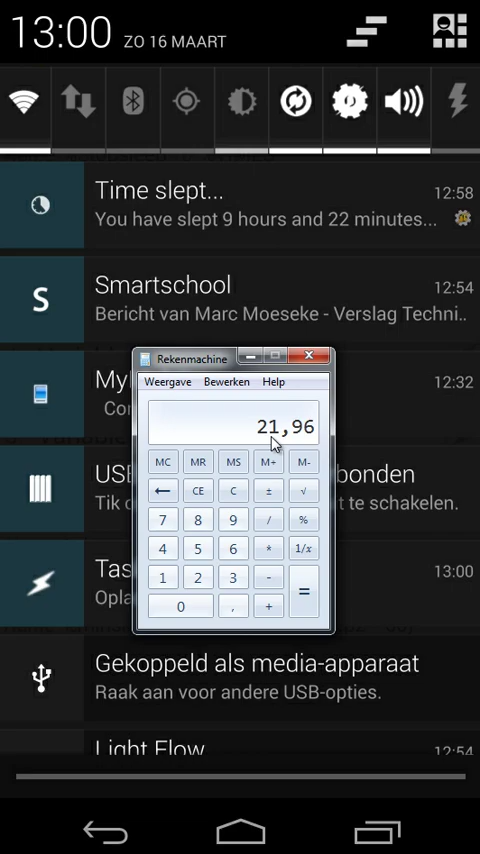 13:00 ZO 16 MAART
Time slept... 12:58
You have slept 9 hours and 22 minutes...
Smartschool 12:54
S
Bericht van Marc Moeseke - Verslag Techni..
12:32
Rekenmachine
Weergave Bewerken Help
21,96
MC MR MS M+ M-
← CE C ± √
7 8 9 / %
4 5 6 * 1/x
1 2 3 - =
0 , +
USB bonden
Tik t te schakelen.
Tas 13:00
Opla
Gekoppeld als media-apparaat
Raak aan voor andere USB-opties.
Light Flow 12:54